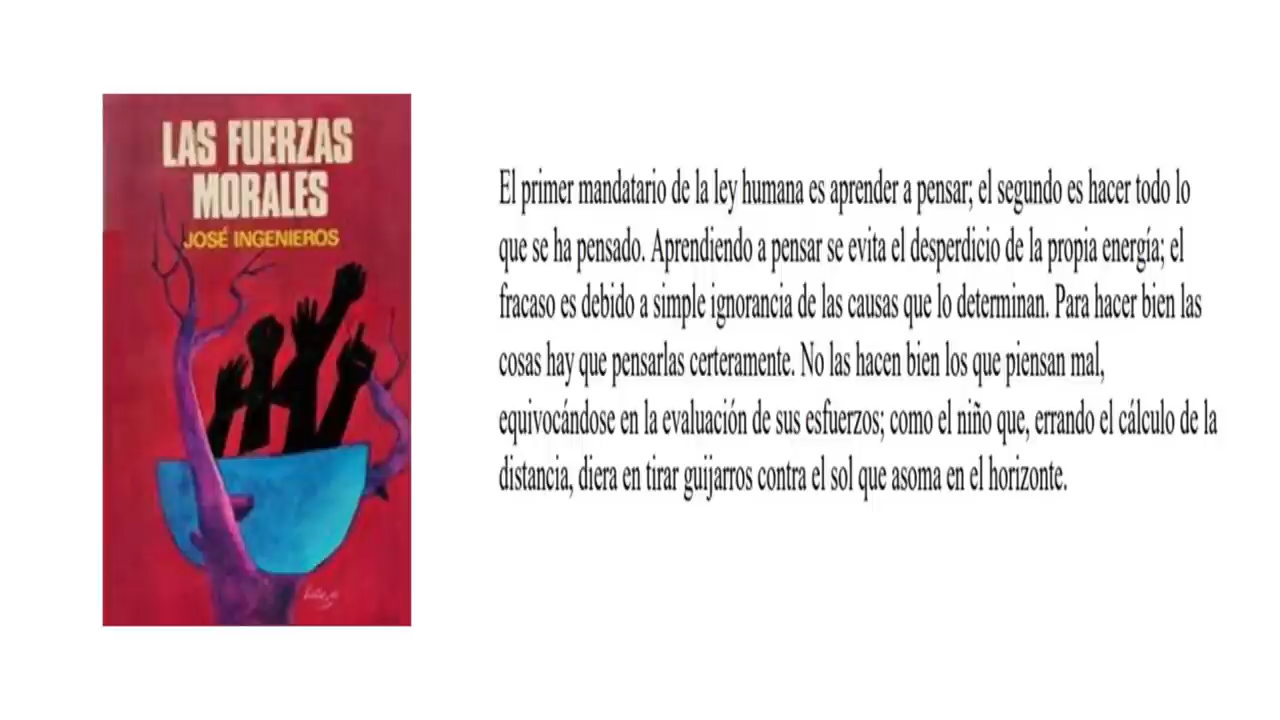 LAS FUERZAS
MORALES
JOSÉ INGENIEROS
El primer mandatario de la ley humana es aprender a pensar; el segundo es hacer todo lo
que se ha pensado. Aprendiendo a pensar se evita el desperdicio de la propia energía; el
fracaso es debido a simple ignorancia de las causas que lo determinan. Para hacer bien las
cosas hay que pensarlas certeramente. No las hacen bien los que piensan mal,
equivocándose en la evaluación de sus esfuerzos; como el niño que, errando el cálculo de la
distancia, diera en tirar guijarros contra el sol que asoma en el horizonte.